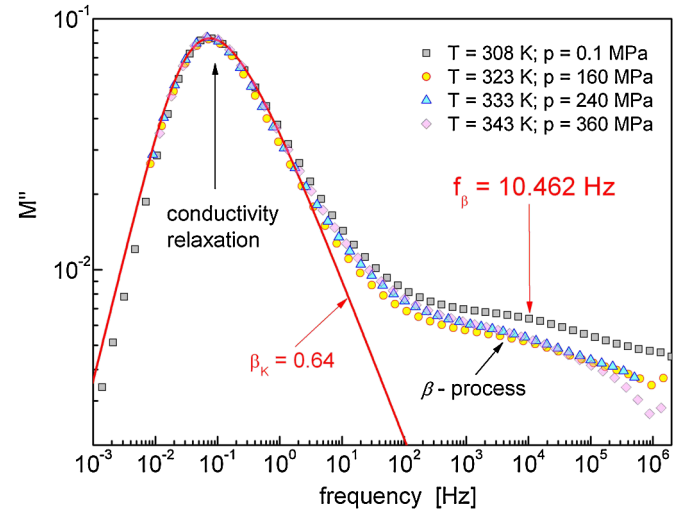 M"
10⁻¹
10⁻²
T = 308 K; p = 0.1 MPa
T = 323 K; p = 160 MPa
T = 333 K; p = 240 MPa
T = 343 K; p = 360 MPa
fβ = 10.462 Hz
conductivity
relaxation
βK = 0.64
β - process
10⁻³ 10⁻² 10⁻¹ 10⁰ 10¹ 10² 10³ 10⁴ 10⁵ 10⁶
frequency [Hz]